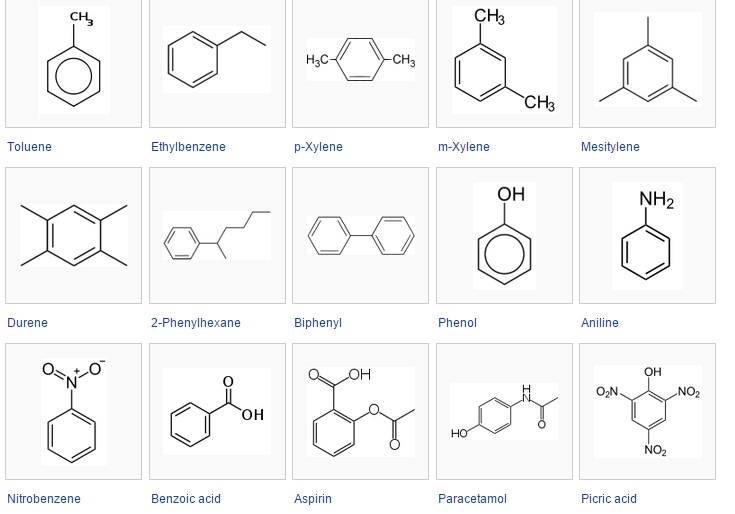 CH3
H3C CH3
CH3
CH3
Toluene
Ethylbenzene
p-Xylene
m-Xylene
Mesitylene
OH
NH2
Durene
2-Phenylhexane
Biphenyl
Phenol
Aniline
O N+ O-
O
OH
O OH
O
O
H
N
O
HO
OH
O2N NO2
NO2
Nitrobenzene
Benzoic acid
Aspirin
Paracetamol
Picric acid